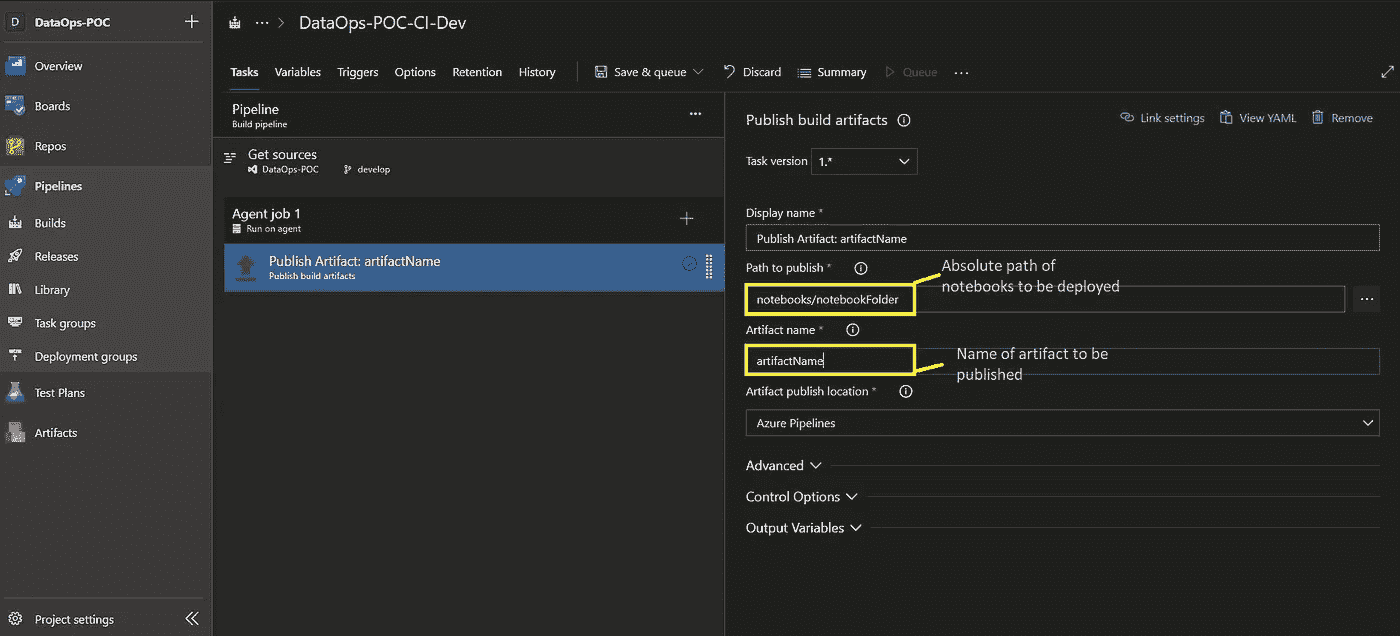 D DataOps-POC
Overview
Boards
Repos
Pipelines
Builds
Releases
Library
Task groups
Deployment groups
Test Plans
Artifacts
Project settings
··· > DataOps-POC-CI-Dev
Tasks Variables Triggers Options Retention History Save & queue Discard Summary Queue ···
Pipeline
Build pipeline
Get sources
DataOps-POC develop
Agent job 1
Run on agent
Publish Artifact: artifactName
Publish build artifacts
Publish build artifacts
Link settings View YAML Remove
Task version 1.*
Display name *
Publish Artifact: artifactName
Path to publish *
Absolute path of
notebooks to be deployed
notebooks/notebookFolder
Artifact name *
artifactName
Name of artifact to be
published
Artifact publish location *
Azure Pipelines
Advanced
Control Options
Output Variables